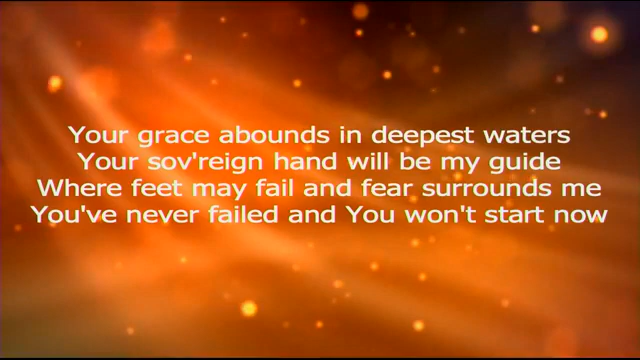 Your grace abounds in deepest waters
Your sov'reign hand will be my guide
Where feet may fail and fear surrounds me
You've never failed and You won't start now